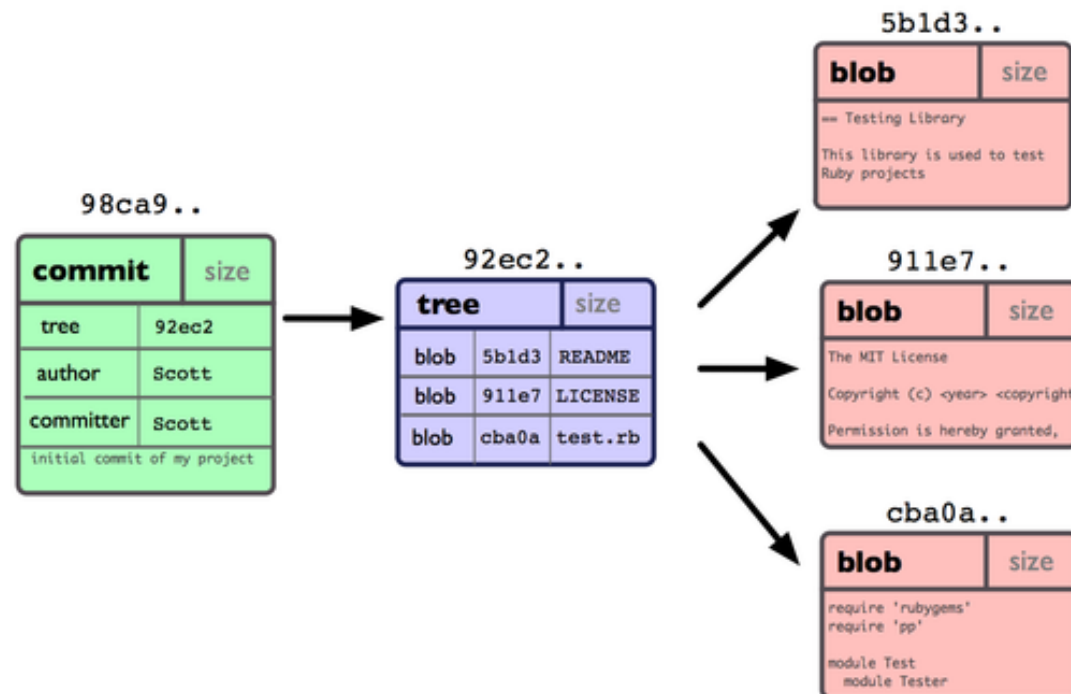 98ca9..
commit size
tree 92ec2
author Scott
committer Scott
initial commit of my project
92ec2..
tree size
blob 5b1d3 README
blob 911e7 LICENSE
blob cba0a test.rb
5b1d3..
blob size
== Testing Library
This library is used to test
Ruby projects
911e7..
blob size
The MIT License
Copyright (c) <year> <copyright
Permission is hereby granted,
cba0a..
blob size
require 'rubygems'
require 'pp'
module Test
module Tester